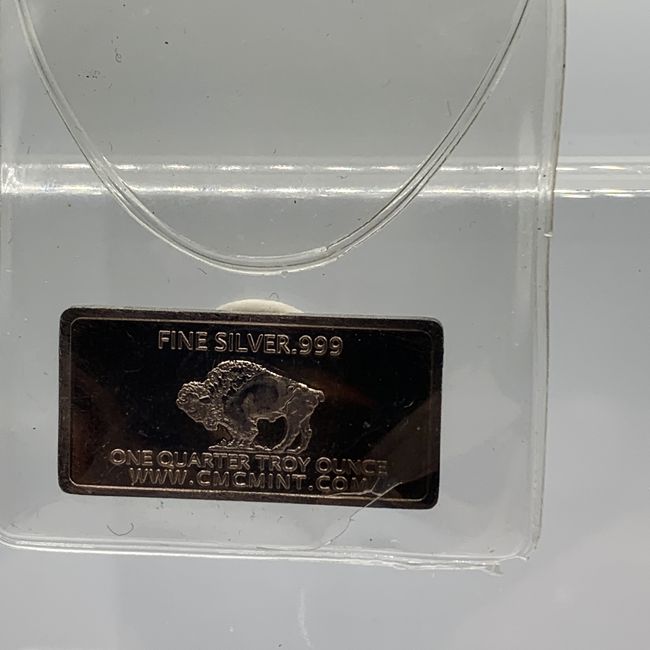 FINE SILVER.999
ONE QUARTER TROY OUNCE
WWW.CMCMINT.COM